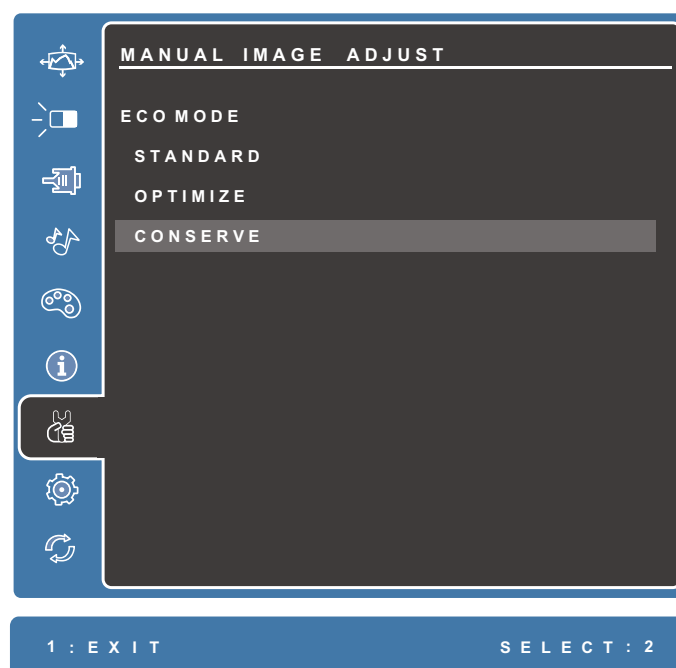 MANUAL IMAGE ADJUST
ECO MODE
STANDARD
OPTIMIZE
CONSERVE
1 : EXIT SELECT : 2